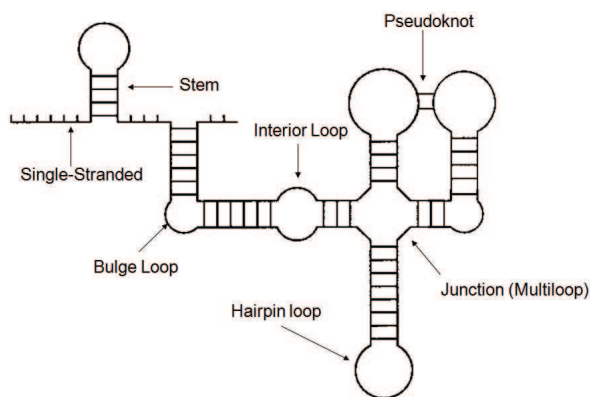 Pseudoknot
Stem
Interior Loop
Single-Stranded
Bulge Loop
Junction (Multiloop)
Hairpin loop